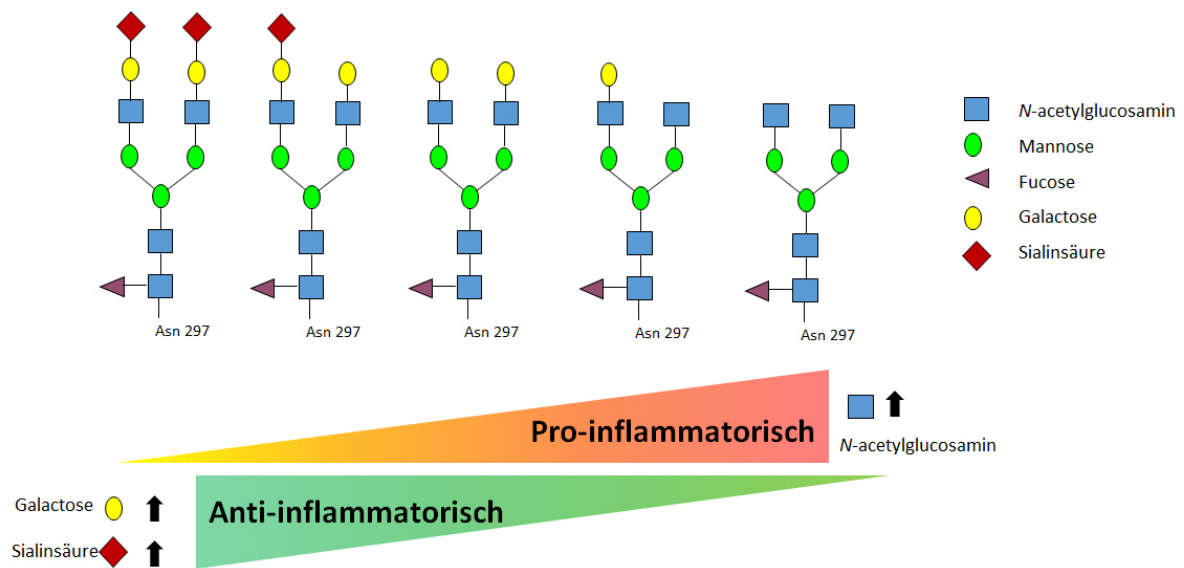 N-acetylglucosamin
Mannose
Fucose
Galactose
Sialinsäure
Asn 297
Asn 297
Asn 297
Asn 297
Asn 297
Pro-inflammatorisch
N-acetylglucosamin
Galactose
Anti-inflammatorisch
Sialinsäure